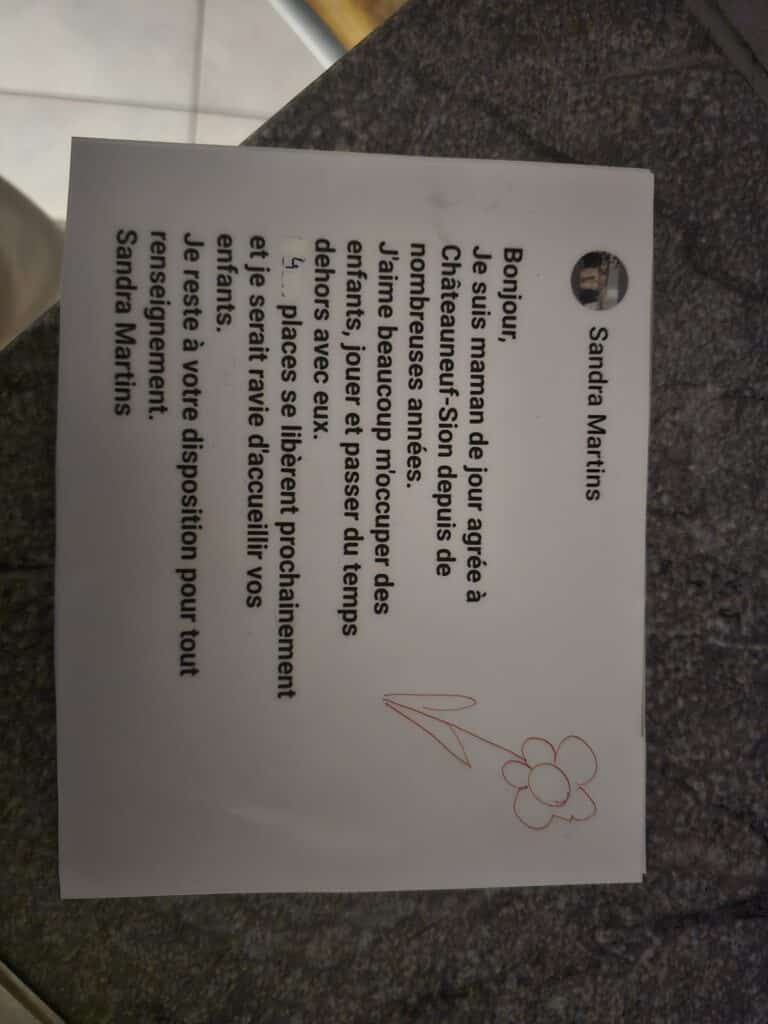 Sandra Martins
Bonjour,
Je suis maman de jour agrée à
Châteauneuf-Sion depuis de
nombreuses années.
J'aime beaucoup m'occuper des
enfants, jouer et passer du temps
dehors avec eux.
4 places se libèrent prochainement
et je serait ravie d'accueillir vos
enfants.
Je reste à votre disposition pour tout
renseignement.
Sandra Martins